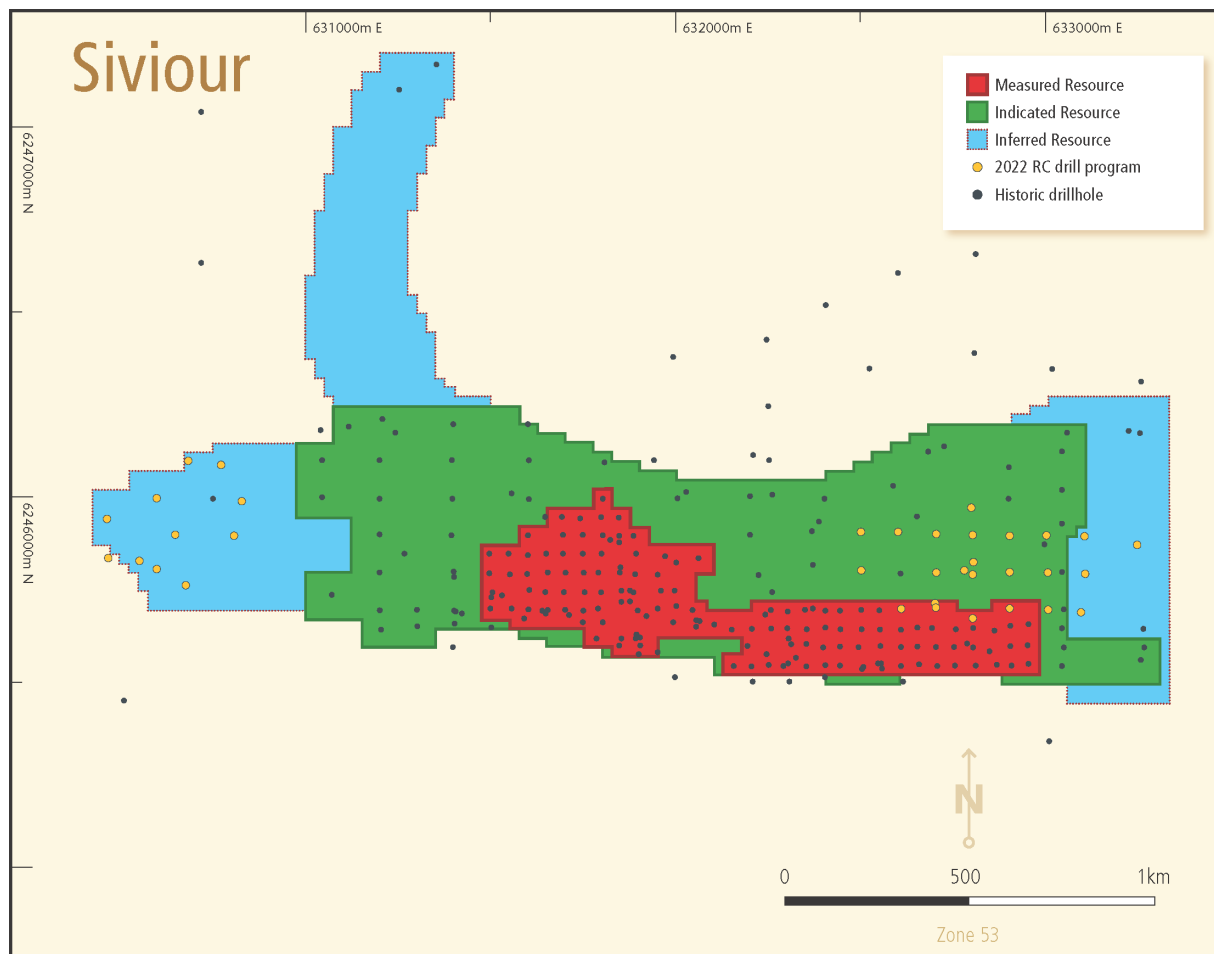 631000m E
632000m E
633000m E
Siviour
Measured Resource
Indicated Resource
Inferred Resource
2022 RC drill program
Historic drillhole
6247000m N
6246000m N
N
0 500 1km
Zone 53